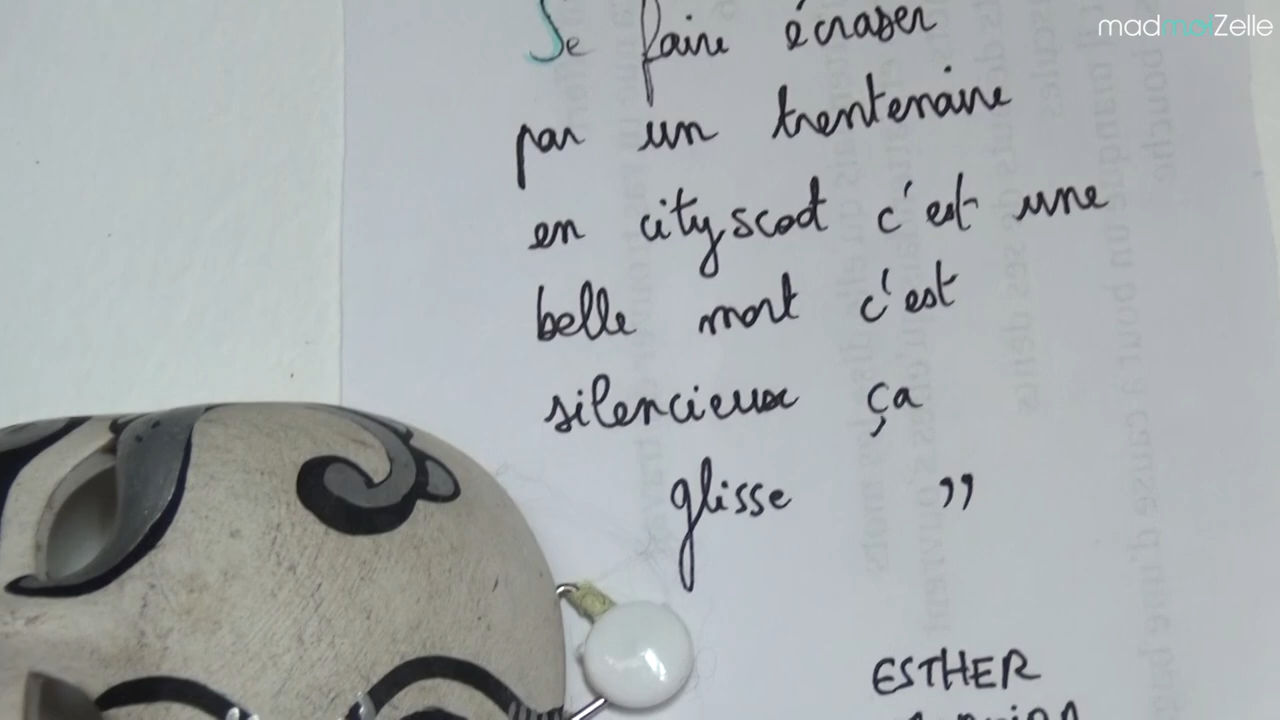 madmoiZelle
Se faire écraser
par un trentenaire
en cityscoot c'est une
belle mort c'est
silencieux ça
glisse ”
ESTHER